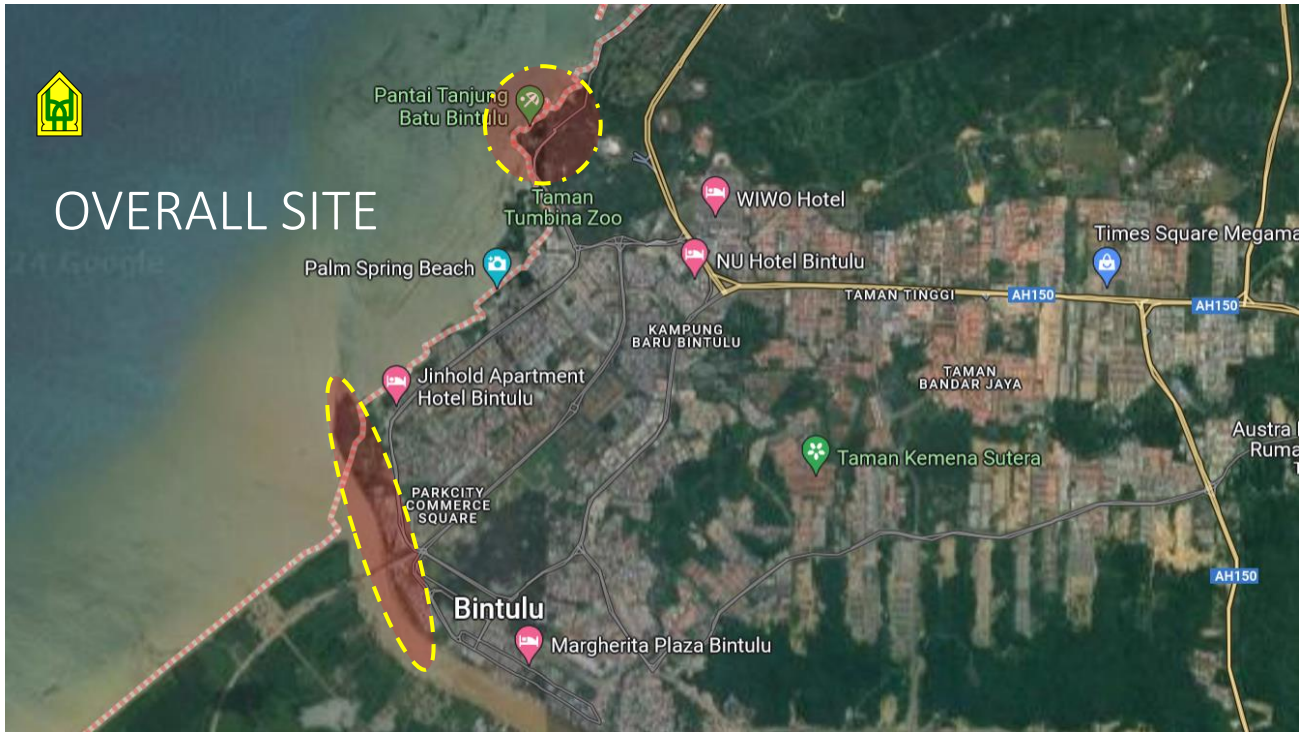 Pantai Tanjung
Batu Bintulu
OVERALL SITE
Taman
Tumbina Zoo
WIWO Hotel
Times Square Megama
Palm Spring Beach
NU Hotel Bintulu
TAMAN TINGGI
AH150
AH150
KAMPUNG
BARU BINTULU
Jinhold Apartment
Hotel Bintulu
TAMAN
BANDAR JAYA
Austra
Ruma
Taman Kemena Sutera
PARKCITY
COMMERCE
SQUARE
AH150
Bintulu
Margherita Plaza Bintulu